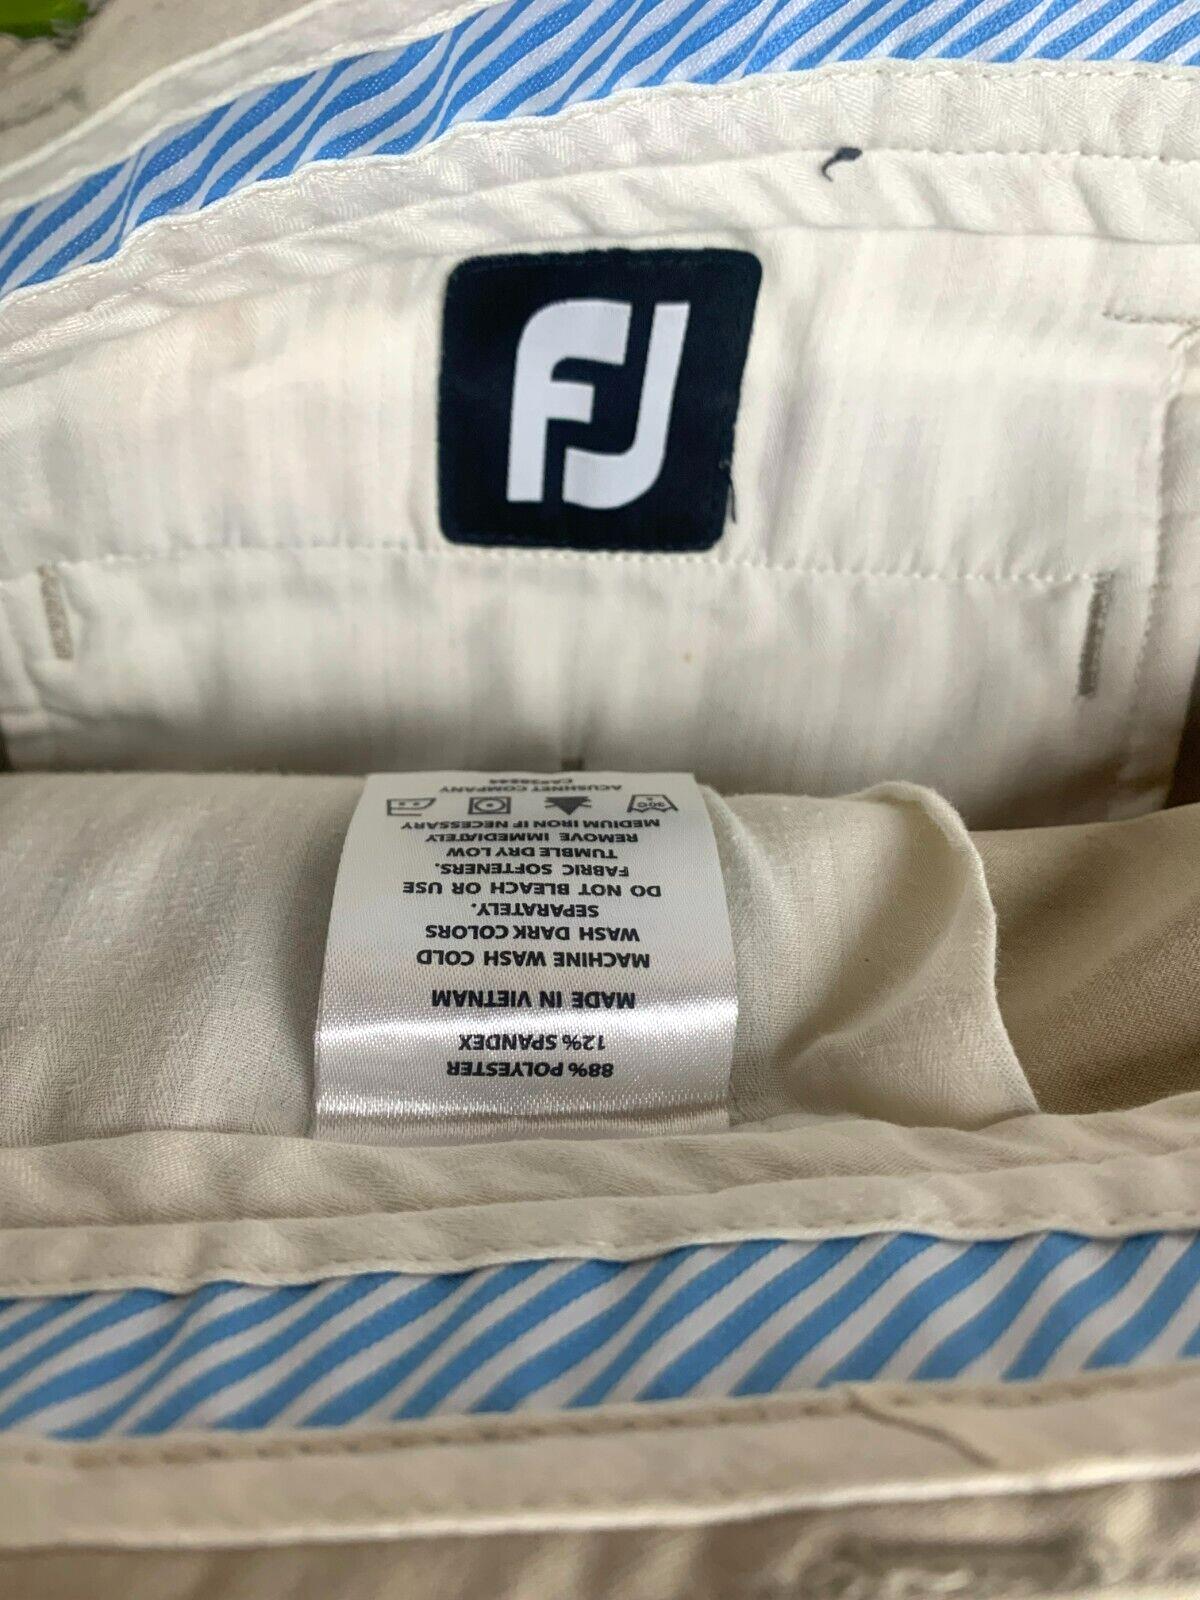 FJ
88% POLYESTER
12% SPANDEX
MADE IN VIETNAM
MACHINE WASH COLD
WASH DARK COLORS
SEPARATELY.
DO NOT BLEACH OR USE
FABRIC SOFTENERS.
TUMBLE DRY LOW
REMOVE IMMEDIATELY
MEDIUM IRON IF NECESSARY
30C
ACUSHNET COMPANY